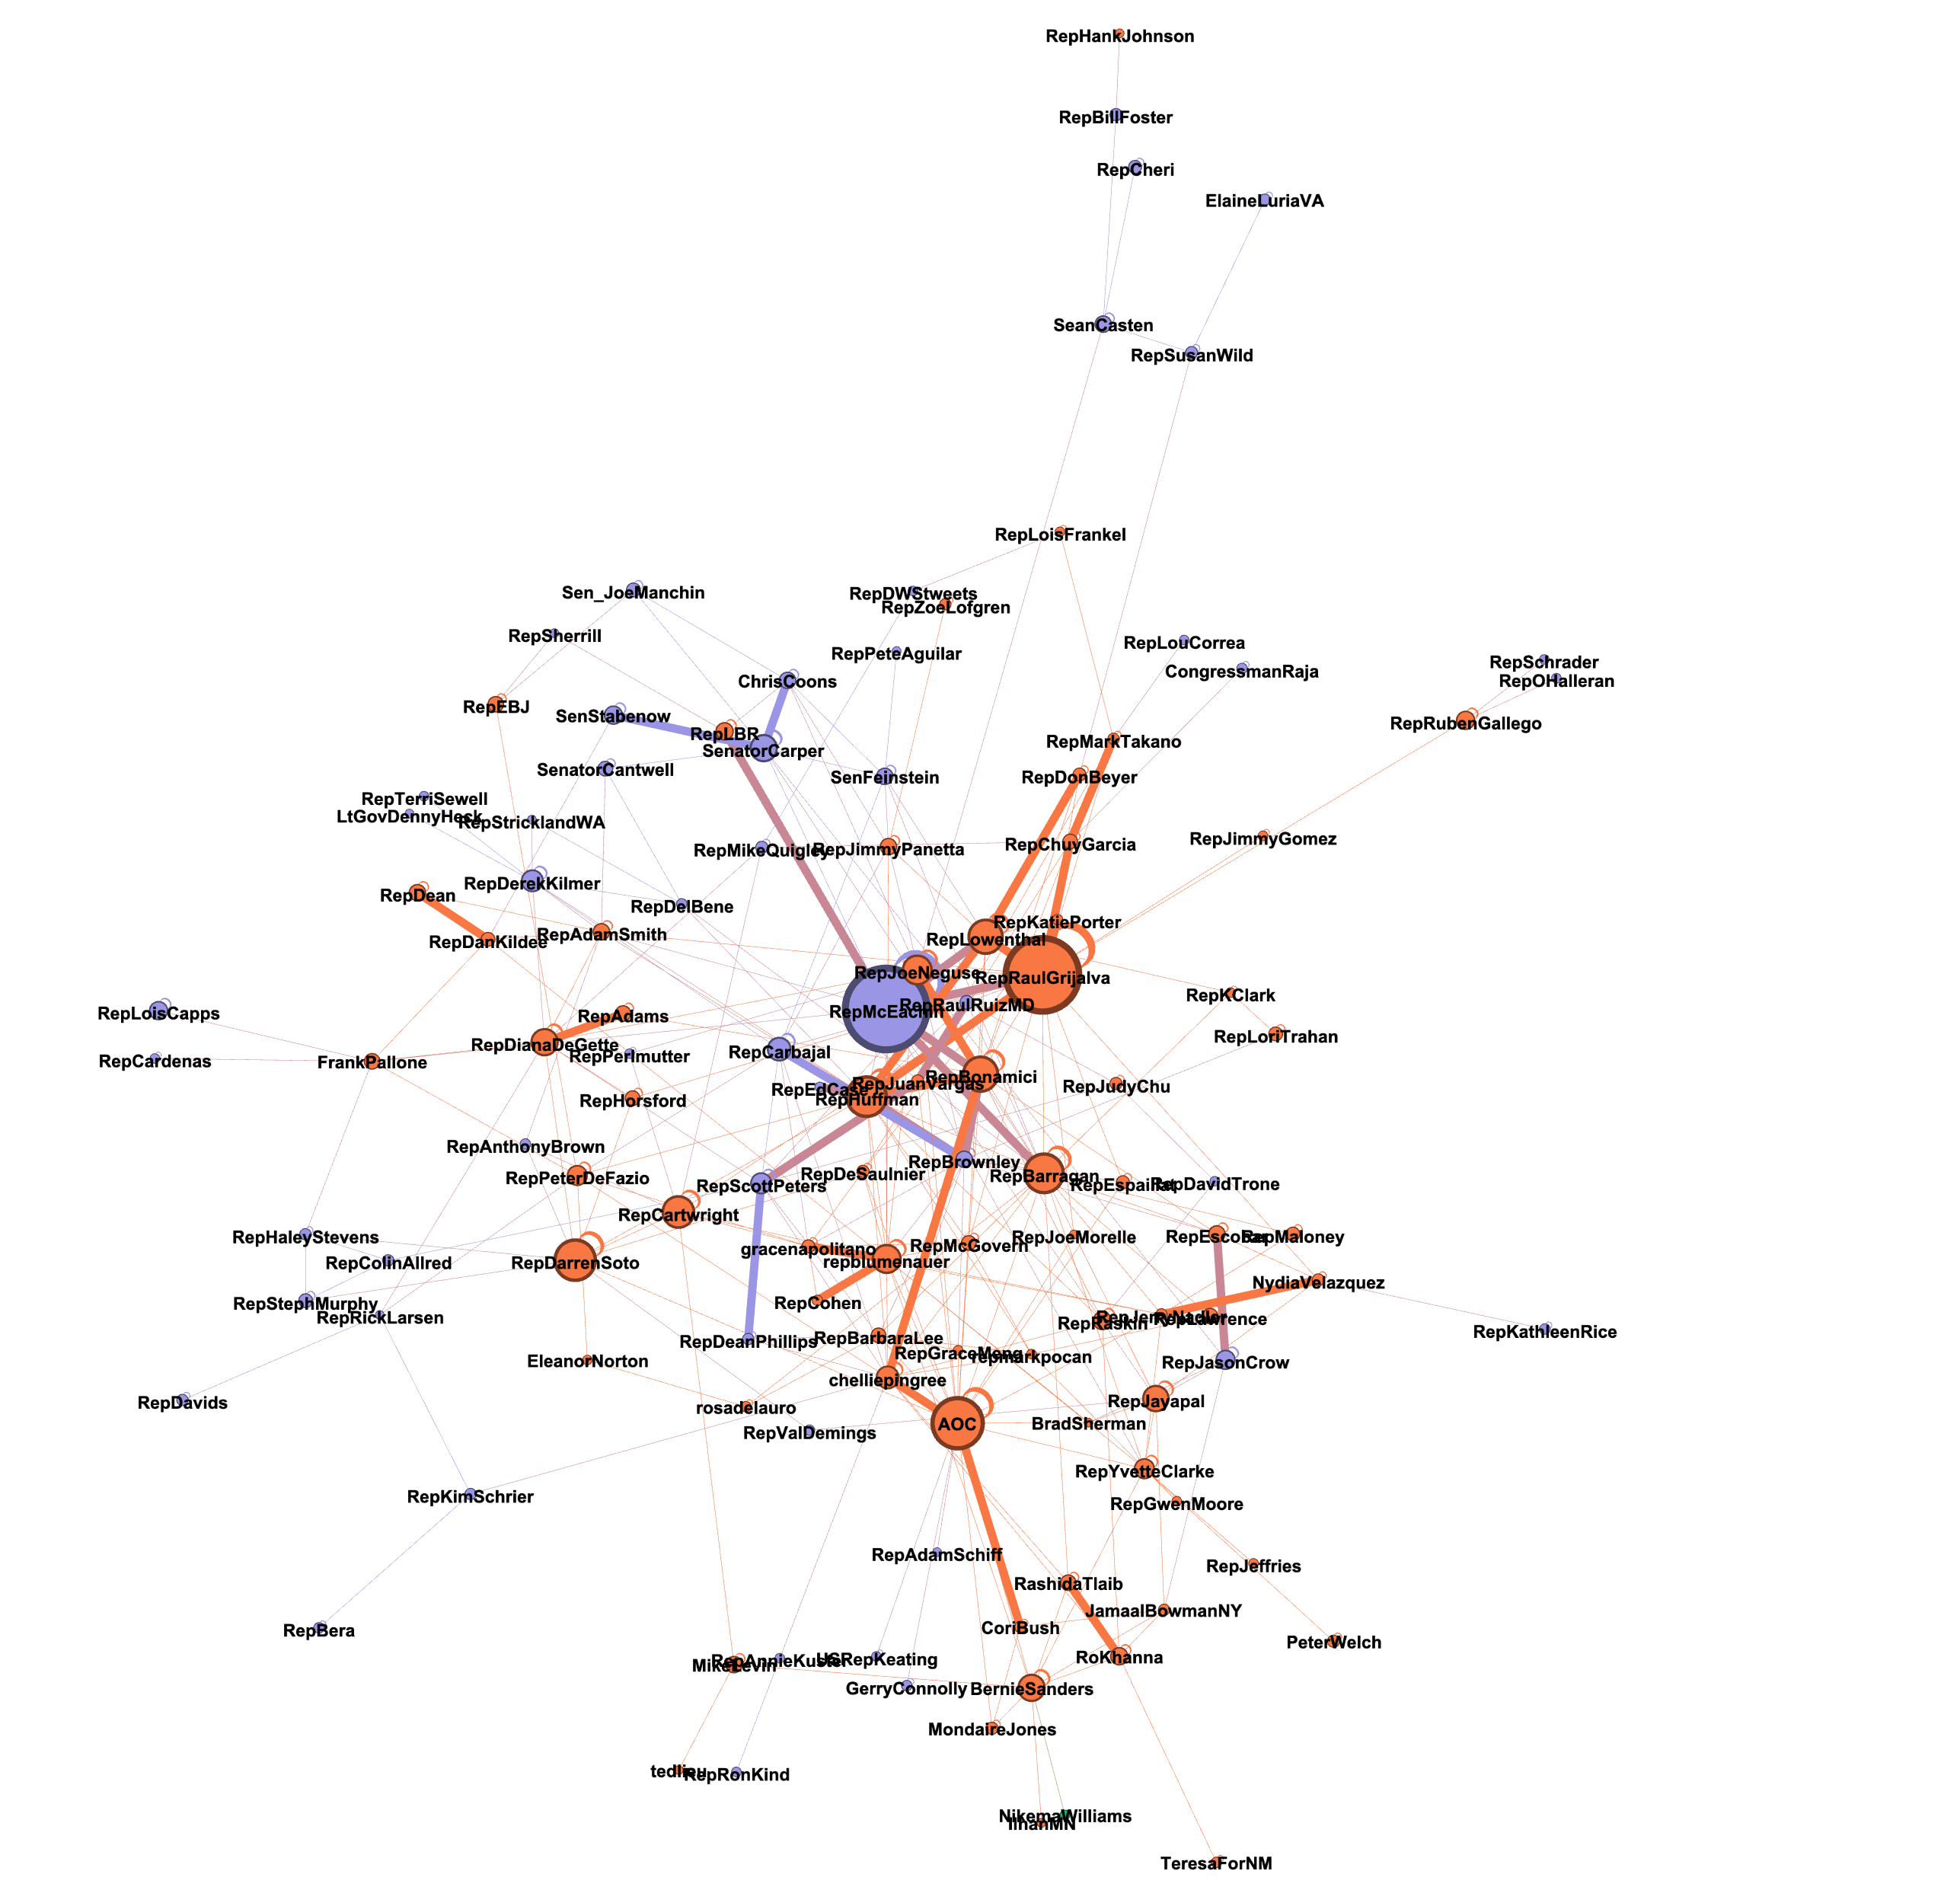 RepHankJohnson
RepBillFoster
RepCheri
ElaineLuriaVA
SeanCasten
RepSusanWild
RepLoisFrankel
Sen_JoeManchin
RepDWStweets
RepZoeLofgren
RepSherrill
RepLouCorrea
RepPeteAguilar
RepSchrader
CongressmanRaja
ChrisCoons
RepOHalleran
RepEBJ
SenStabenow
RepRubenGallego
RepLBR
RepMarkTakano
SenatorCarper
SenatorCantwell
SenFeinstein
RepDonBeyer
RepTerriSewell
LtGovDennyHeck
RepStricklandWA
RepJimmyGomez
RepChuyGarcia
RepMikeQuigley
RepJimmyPanetta
RepDerekKilmer
RepDean
RepDelBene
RepKatiePorter
RepAdamSmith
RepLowenthal
RepDanKildee
RepJoeNeguse
RepRaulGrijalva
RepKClark
RepRaulRuizMD
RepMcEachin
RepLoisCapps
RepAdams
RepLoriTrahan
RepDianaDeGette
RepCarbajal
RepPerlmutter
RepCardenas
FrankPallone
RepBonamici
RepJuanVargas
RepJudyChu
RepEdCase
RepHuffman
RepHorsford
RepAnthonyBrown
RepBrownley
RepDeSaulnier
RepBarragan
RepPeterDeFazio
RepEspaillat
RepDavidTrone
RepScottPeters
RepCartwright
RepHaleyStevens
RepJoeMorelle
RepEscobar
RepMaloney
RepMcGovern
gracenapolitano
RepColinAllred
RepDarrenSoto
repblumenauer
NydiaVelazquez
RepStephMurphy
RepCohen
RepRickLarsen
RepJerryNadler
RepLawrence
RepRaskin
RepKathleenRice
RepBarbaraLee
RepDeanPhillips
RepGraceMeng
repmarkpocan
EleanorNorton
RepJasonCrow
chelliepingree
RepDavids
RepJayapal
rosadelauro
AOC
BradSherman
RepValDemings
RepYvetteClarke
RepKimSchrier
RepGwenMoore
RepAdamSchiff
RepJeffries
RashidaTlaib
JamaalBowmanNY
CoriBush
RepBera
PeterWelch
RoKhanna
USRepKeating
RepAnnieKuster
MikeLevin
GerryConnolly
BernieSanders
MondaireJones
tedlieu
RepRonKind
NikemaWilliams
IlhanMN
TeresaForNM